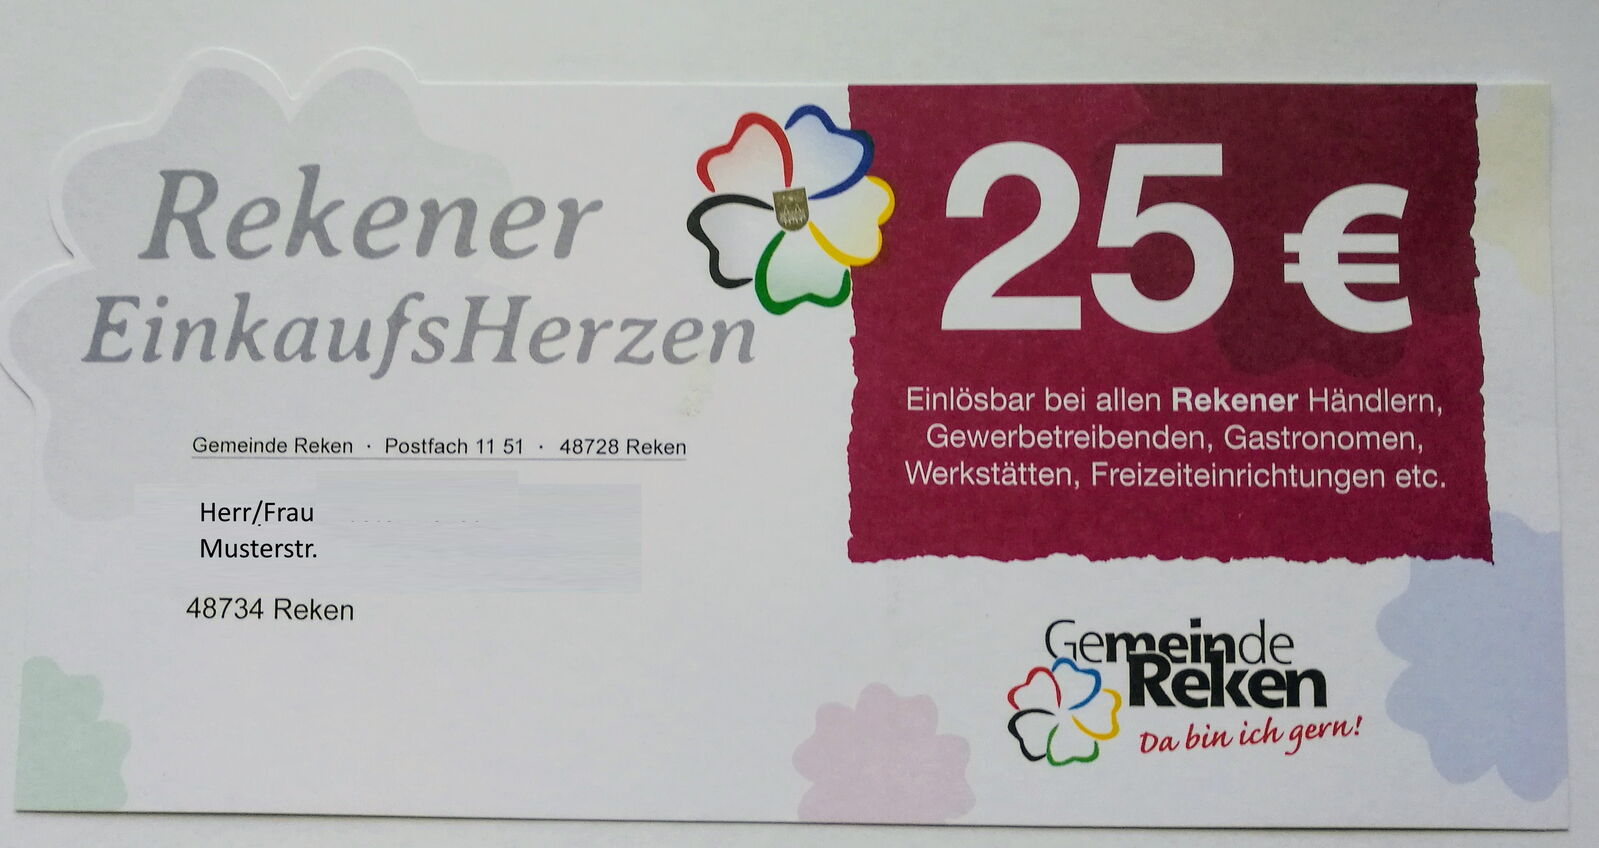 Rekener
EinkaufsHerzen
25 €
Einlösbar bei allen Rekener Händlern,
Gewerbetreibenden, Gastronomen,
Werkstätten, Freizeiteinrichtungen etc.
Gemeinde Reken · Postfach 11 51 · 48728 Reken
Herr/Frau
Musterstr.
48734 Reken
Gemeinde
Reken
Da bin ich gern!